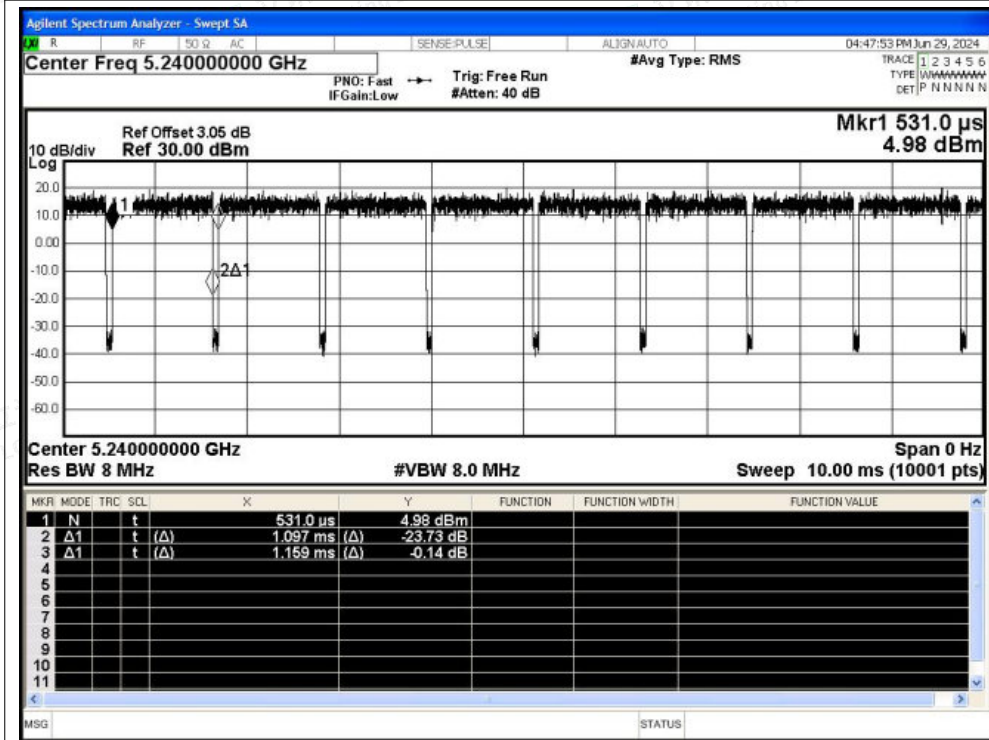 Agilent Spectrum Analyzer - Swept SA
LXI R RF 50 Ω AC SENSE:PULSE ALIGNAUTO 04:47:53 PM Jun 29, 2024
Center Freq 5.240000000 GHz #Avg Type: RMS TRACE 1 2 3 4 5 6
PNO: Fast Trig: Free Run TYPE WWWWWW
IFGain:Low #Atten: 40 dB DET P N N N N N
Mkr1 531.0 µs
Ref Offset 3.05 dB
10 dB/div Ref 30.00 dBm 4.98 dBm
Log
20.0
1
10.0
0.00
-10.0
2Δ1
-20.0
-30.0
-40.0
-50.0
-60.0
Center 5.240000000 GHz Span 0 Hz
Res BW 8 MHz #VBW 8.0 MHz Sweep 10.00 ms (10001 pts)
MKR MODE TRC SCL X Y FUNCTION FUNCTION WIDTH FUNCTION VALUE
1 N t 531.0 µs 4.98 dBm
2 Δ1 t (Δ) 1.097 ms (Δ) -23.73 dB
3 Δ1 t (Δ) 1.159 ms (Δ) -0.14 dB
4
5
6
7
8
9
10
11
MSG STATUS